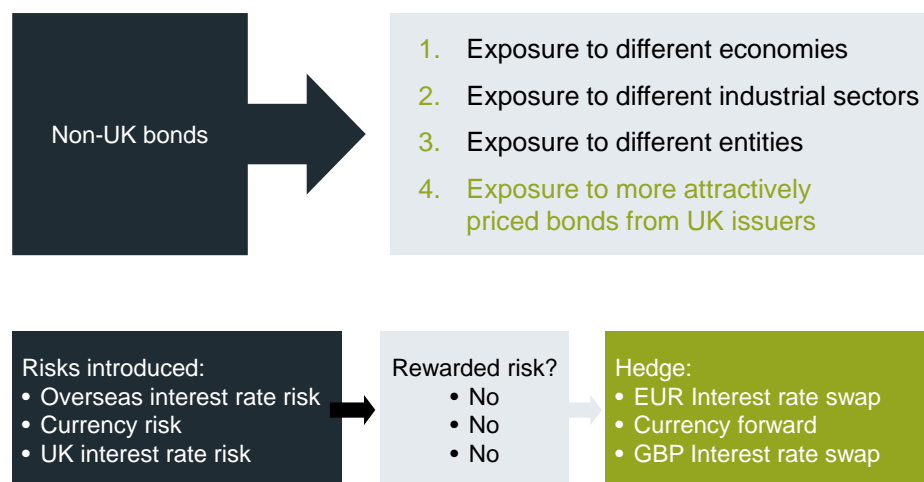 Non-UK bonds
1. Exposure to different economies
2. Exposure to different industrial sectors
3. Exposure to different entities
4. Exposure to more attractively
priced bonds from UK issuers
Risks introduced:
• Overseas interest rate risk
• Currency risk
• UK interest rate risk
Rewarded risk?
• No
• No
• No
Hedge:
• EUR Interest rate swap
• Currency forward
• GBP Interest rate swap